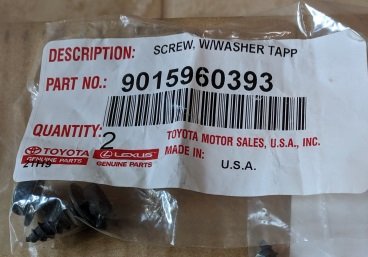 DESCRIPTION: SCREW, W/WASHER TAPP
PART NO.: 9015960393
QUANTITY: 2
TOYOTA MOTOR SALES, U.S.A., INC.
TOYOTA LEXUS MADE IN:
GENUINE PARTS GENUINE PARTS U.S.A.